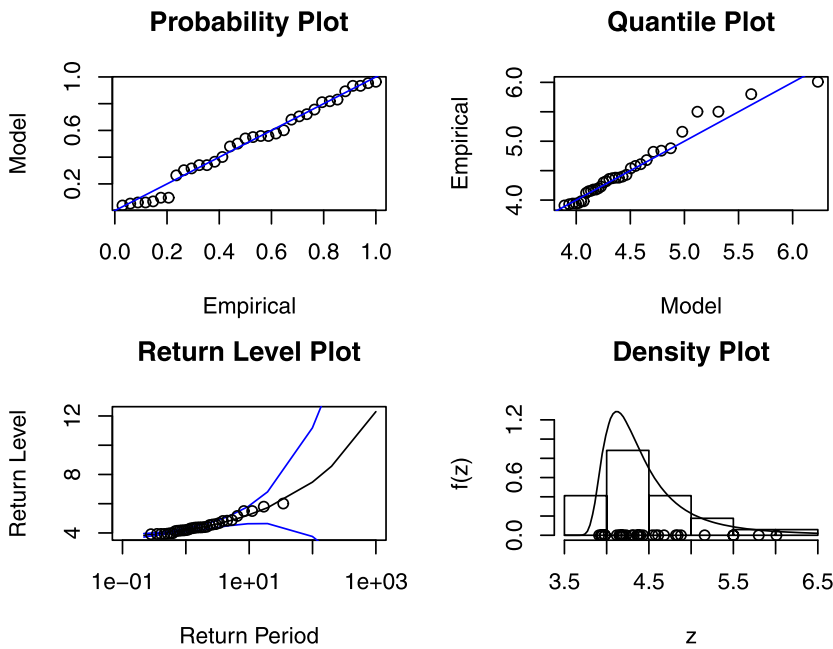 Probability Plot
Model
0.2 0.6 1.0
0.0 0.2 0.4 0.6 0.8 1.0
Empirical
Quantile Plot
Empirical
4.0 5.0 6.0
4.0 4.5 5.0 5.5 6.0
Model
Return Level Plot
Return Level
4 8 12
1e−01 1e+01 1e+03
Return Period
Density Plot
f(z)
0.0 0.6 1.2
3.5 4.5 5.5 6.5
z